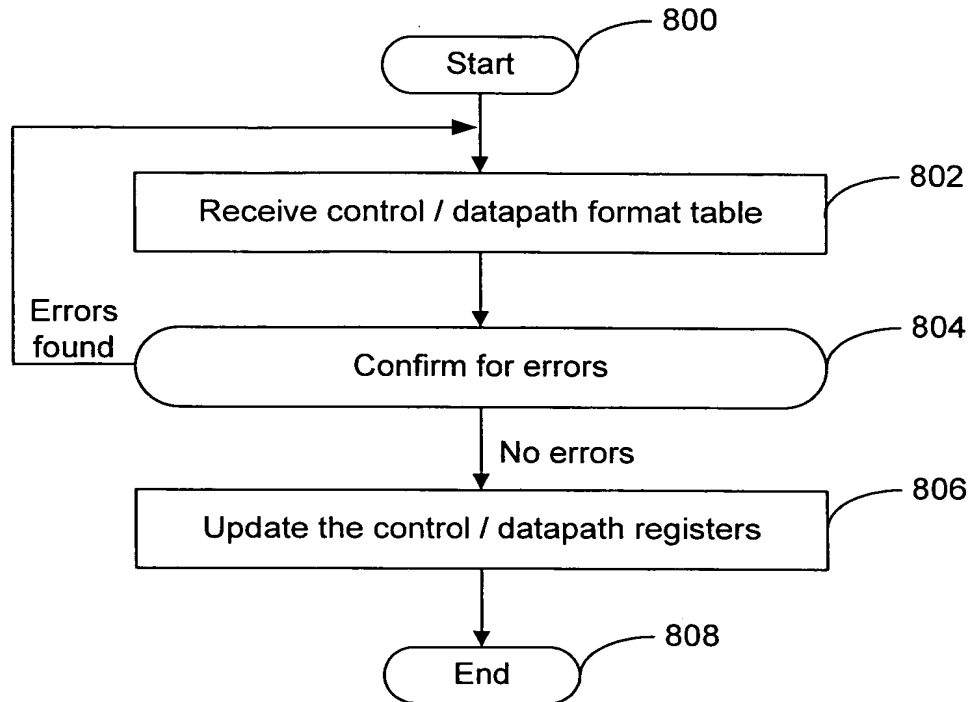 800
Start
802
Receive control / datapath format table
Errors
found
804
Confirm for errors
No errors
806
Update the control / datapath registers
808
End